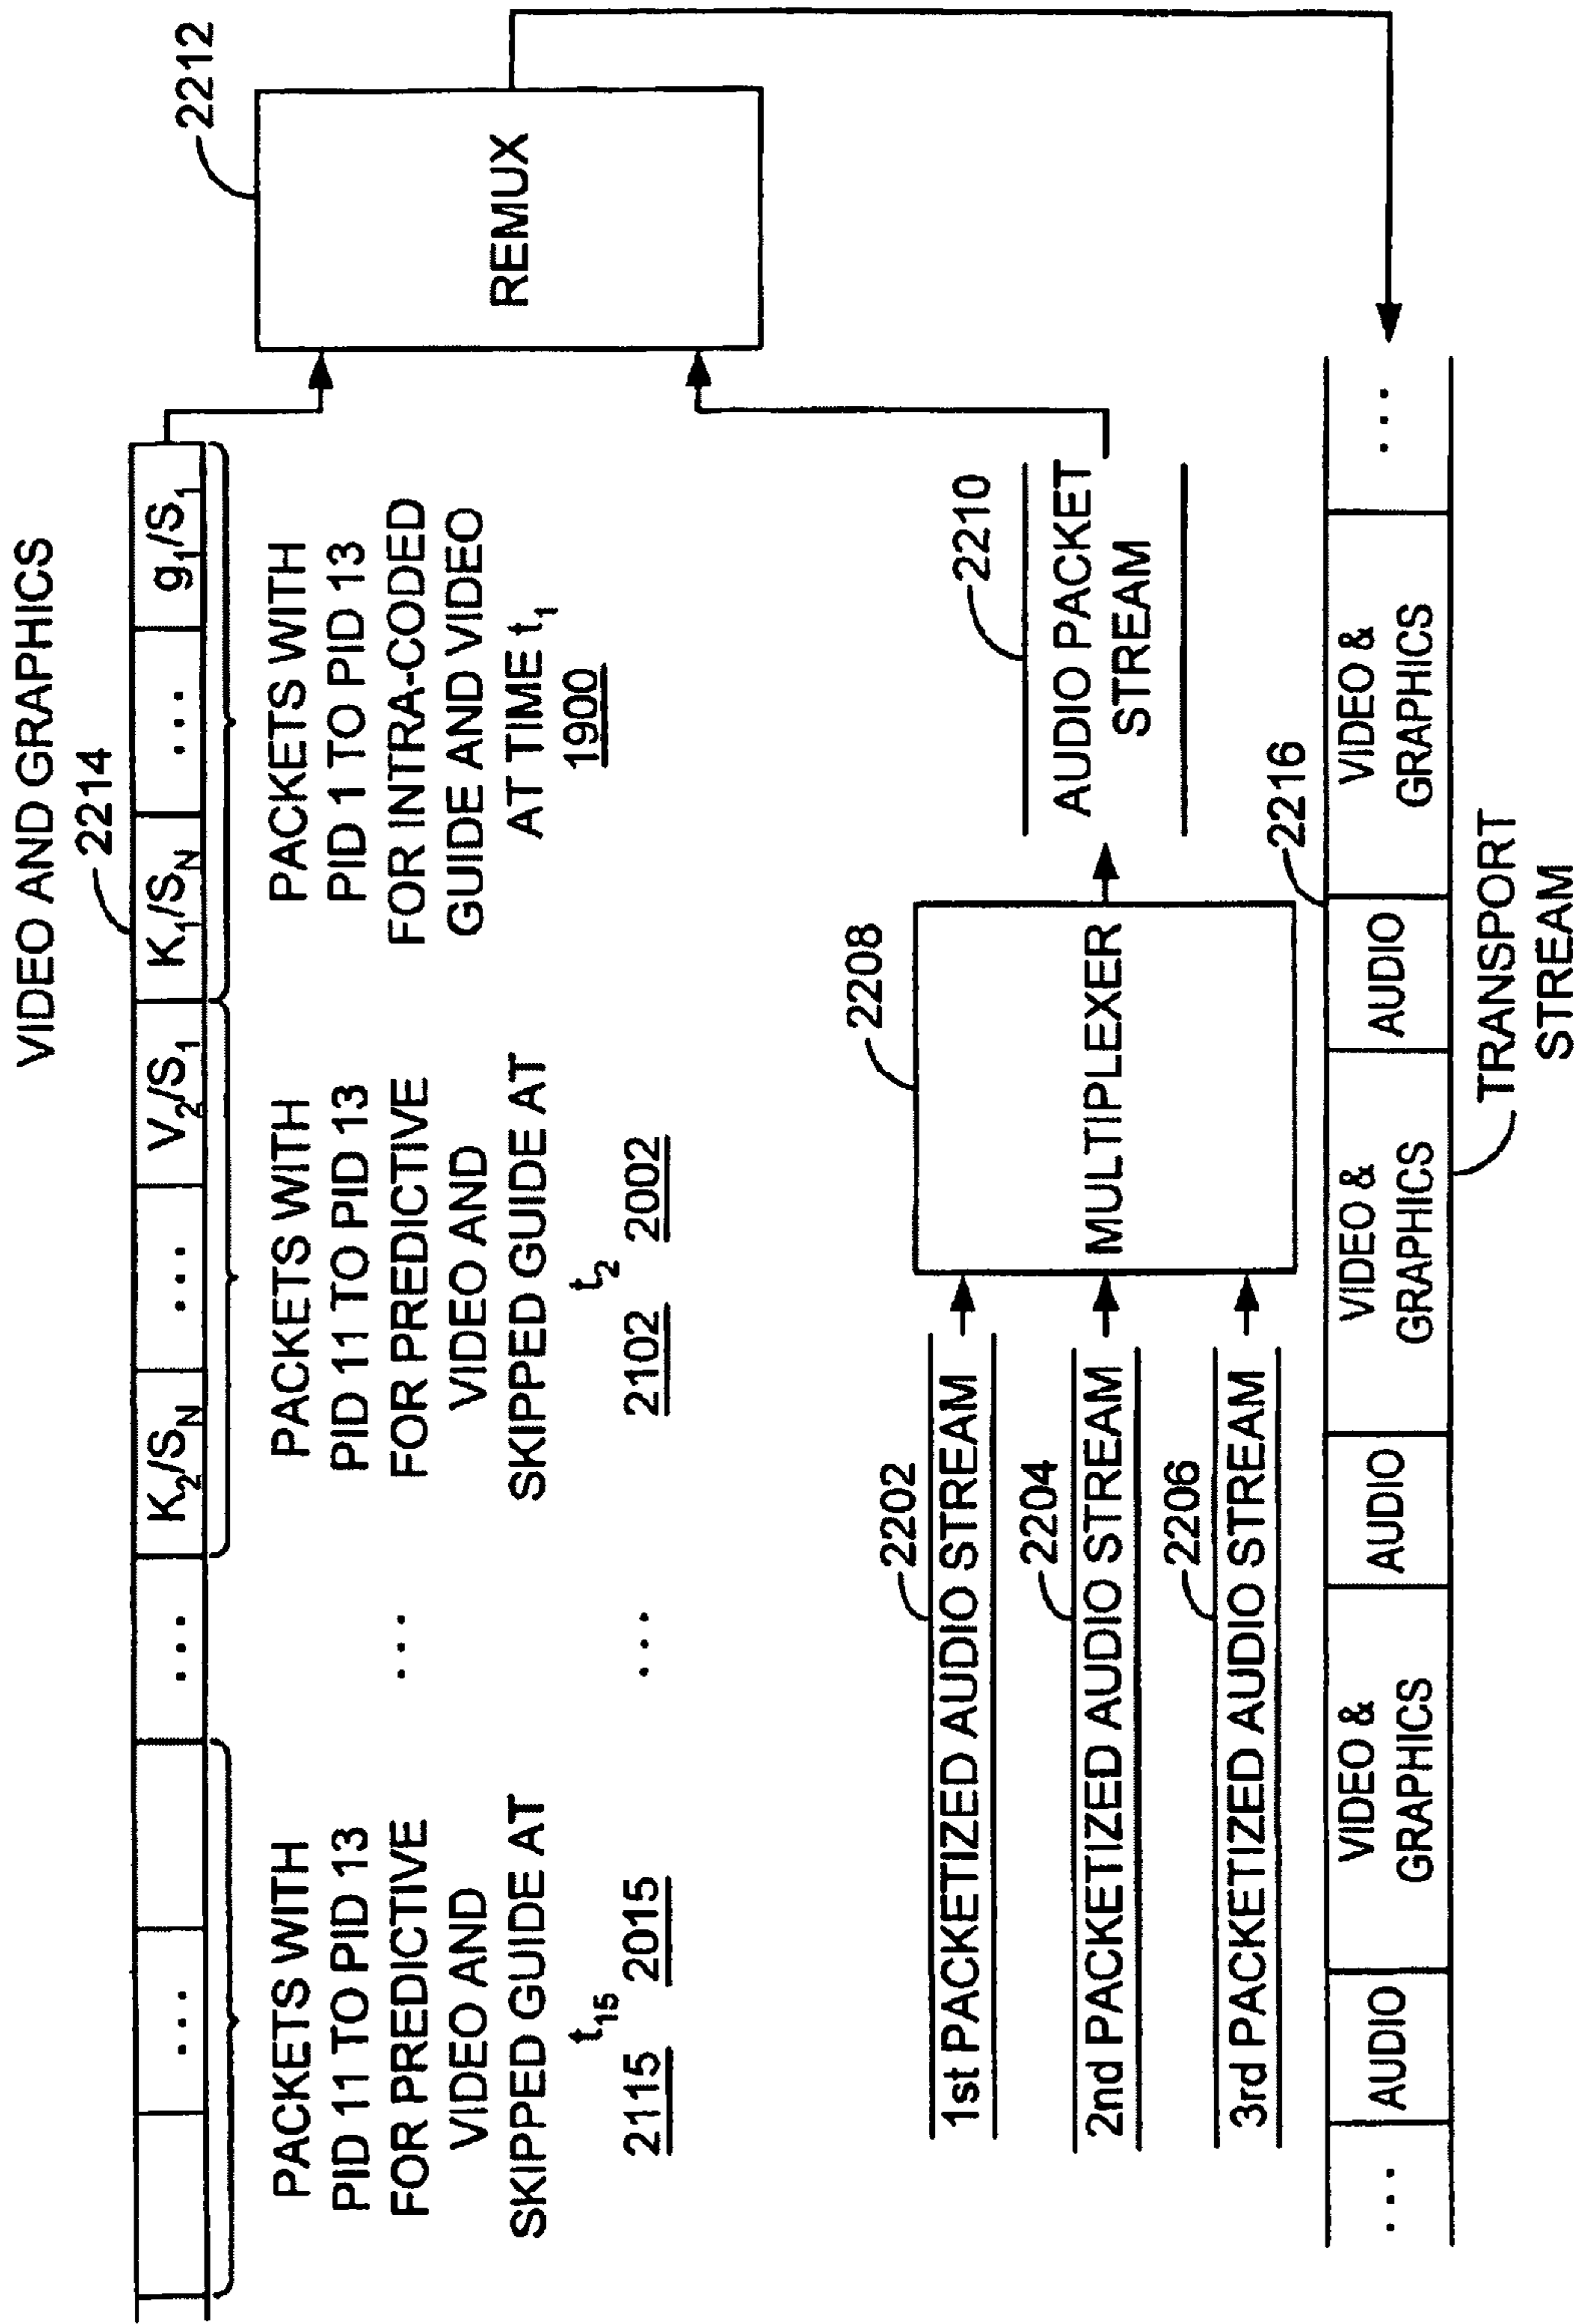 VIDEO AND GRAPHICS
2214
2212
... K₂/Sₙ ... V₂/S₁ K₁/Sₙ ... g₁/S₁
...
PACKETS WITH
PID 11 TO PID 13
FOR PREDICTIVE
VIDEO AND
SKIPPED GUIDE AT
t₁₅
2115 2015
...
...
PACKETS WITH
PID 11 TO PID 13
FOR PREDICTIVE
VIDEO AND
SKIPPED GUIDE AT
t₂
2102 2002
PACKETS WITH
PID 1 TO PID 13
FOR INTRA-CODED
GUIDE AND VIDEO
AT TIME t₁
1900
REMUX
2202
1st PACKETIZED AUDIO STREAM
2204
2nd PACKETIZED AUDIO STREAM
2206
3rd PACKETIZED AUDIO STREAM
2208
MULTIPLEXER
2210
AUDIO PACKET
STREAM
2216
...
AUDIO
VIDEO &
GRAPHICS
AUDIO
VIDEO &
GRAPHICS
AUDIO
VIDEO &
GRAPHICS
...
TRANSPORT
STREAM